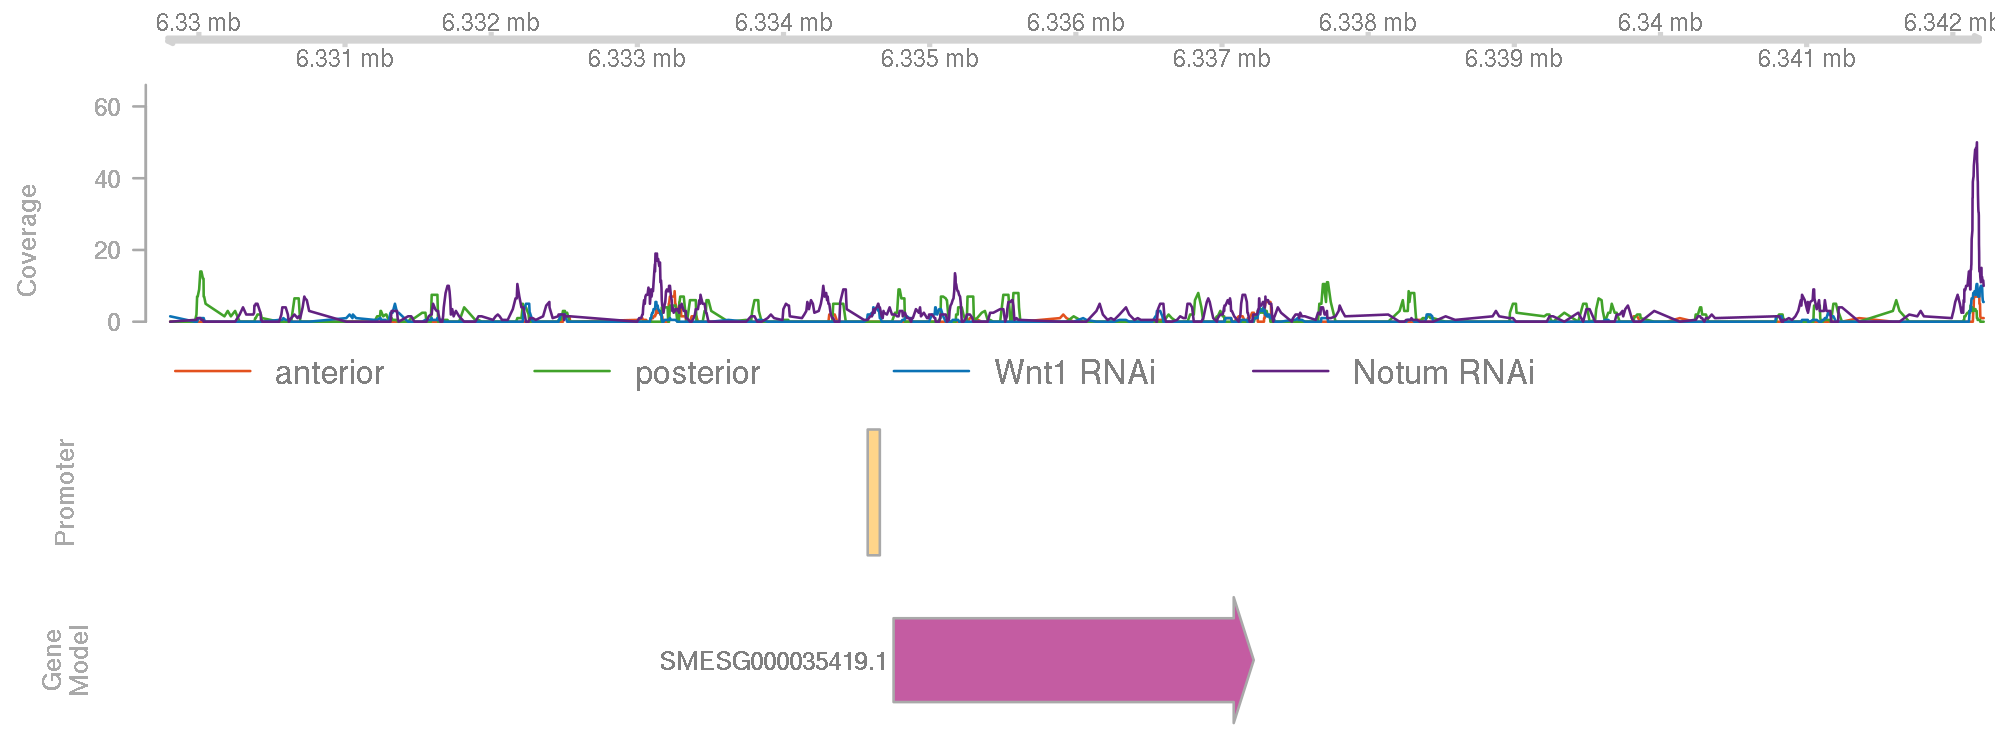 6.33 mb 6.332 mb 6.334 mb 6.336 mb 6.338 mb 6.34 mb 6.342 mb
6.331 mb 6.333 mb 6.335 mb 6.337 mb 6.339 mb 6.341 mb
60
40
20
0
Coverage
anterior posterior Wnt1 RNAi Notum RNAi
Promoter
Gene
Model
SMESG000035419.1